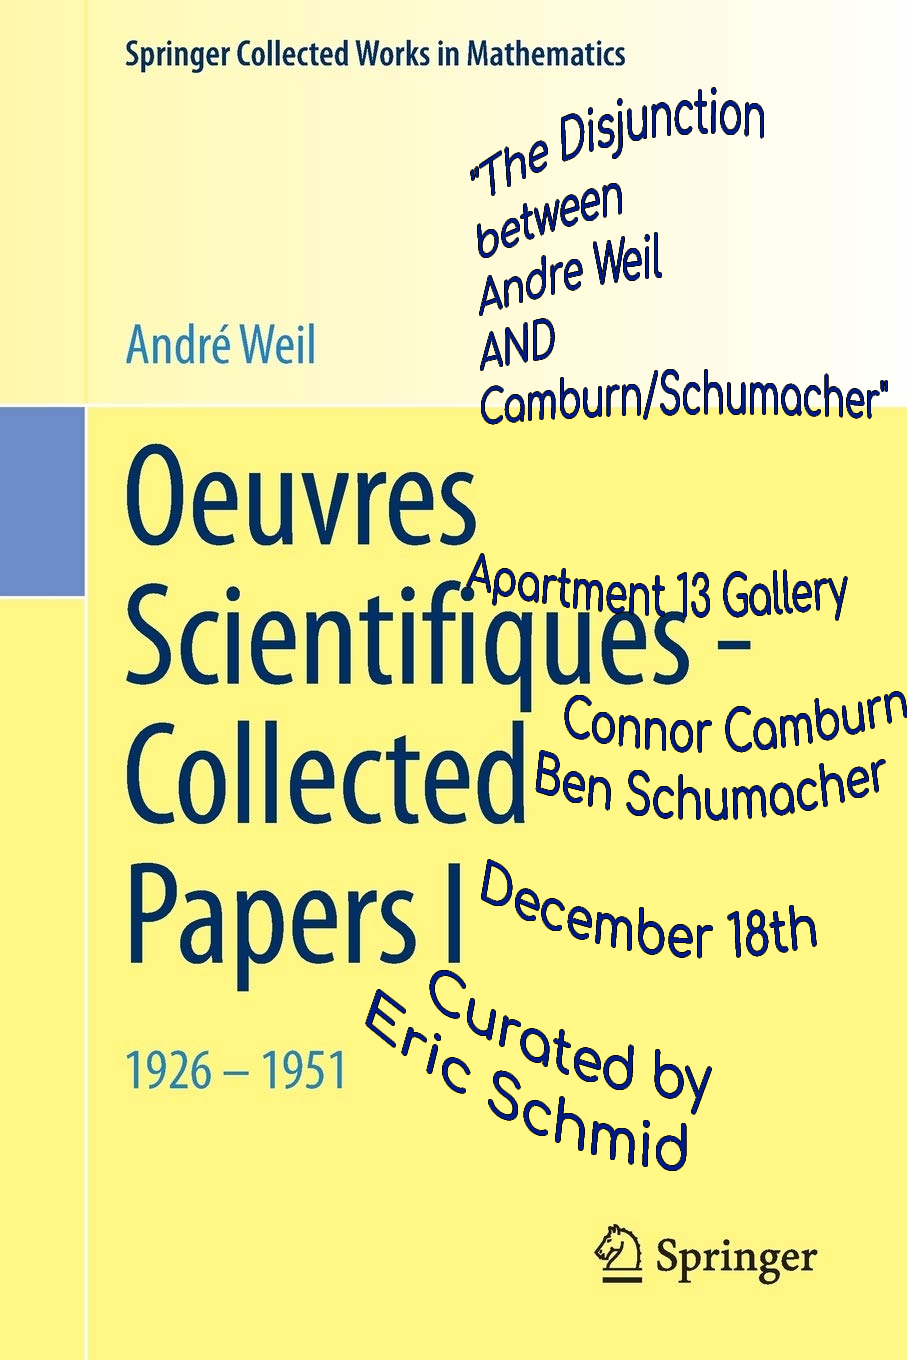 Springer Collected Works in Mathematics
"The Disjunction
between
Andre Weil
AND
Camburn/Schumacher"
André Weil
Oeuvres
Scientifiques –
Collected
Papers I
1926 – 1951
Apartment 13 Gallery
Connor Camburn
Ben Schumacher
December 18th
Curated by
Eric Schmid
Springer